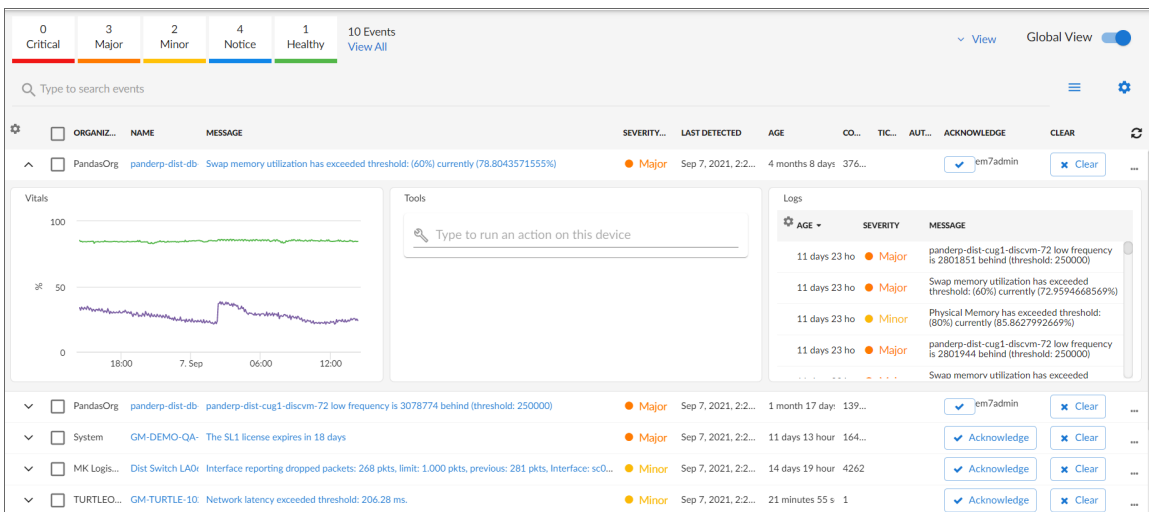 0 3 2 4 1 10 Events
Critical Major Minor Notice Healthy View All
View Global View
Type to search events
ORGANIZ... NAME MESSAGE SEVERITY... LAST DETECTED AGE CO... TIC... AUT... ACKNOWLEDGE CLEAR
PandasOrg panderp-dist-db- Swap memory utilization has exceeded threshold: (60%) currently (78.8043571555%) Major Sep 7, 2021, 2:2... 4 months 8 days 376... em7admin Clear ...
Vitals
100
%
50
0
18:00 7. Sep 06:00 12:00
Tools
Type to run an action on this device
Logs
AGE SEVERITY MESSAGE
11 days 23 ho Major panderp-dist-cug1-discvm-72 low frequency
is 2801851 behind (threshold: 250000)
11 days 23 ho Major Swap memory utilization has exceeded
threshold: (60%) currently (72.9594668569%)
11 days 23 ho Minor Physical Memory has exceeded threshold:
(80%) currently (85.8627992669%)
11 days 23 ho Major panderp-dist-cug1-discvm-72 low frequency
is 2801944 behind (threshold: 250000)
Swap memory utilization has exceeded
PandasOrg panderp-dist-db- panderp-dist-cug1-discvm-72 low frequency is 3078774 behind (threshold: 250000) Major Sep 7, 2021, 2:2... 1 month 17 day 139... em7admin Clear ...
System GM-DEMO-QA- The SL1 license expires in 18 days Major Sep 7, 2021, 2:2... 11 days 13 hour 164... Acknowledge Clear ...
MK Logis... Dist Switch LA0 Interface reporting dropped packets: 268 pkts, limit: 1.000 pkts, previous: 281 pkts, Interface: sc0... Minor Sep 7, 2021, 2:2... 14 days 19 hour 4262 Acknowledge Clear ...
TURTLEO... GM-TURTLE-10 Network latency exceeded threshold: 206.28 ms. Minor Sep 7, 2021, 2:2... 21 minutes 55 s 1 Acknowledge Clear ...